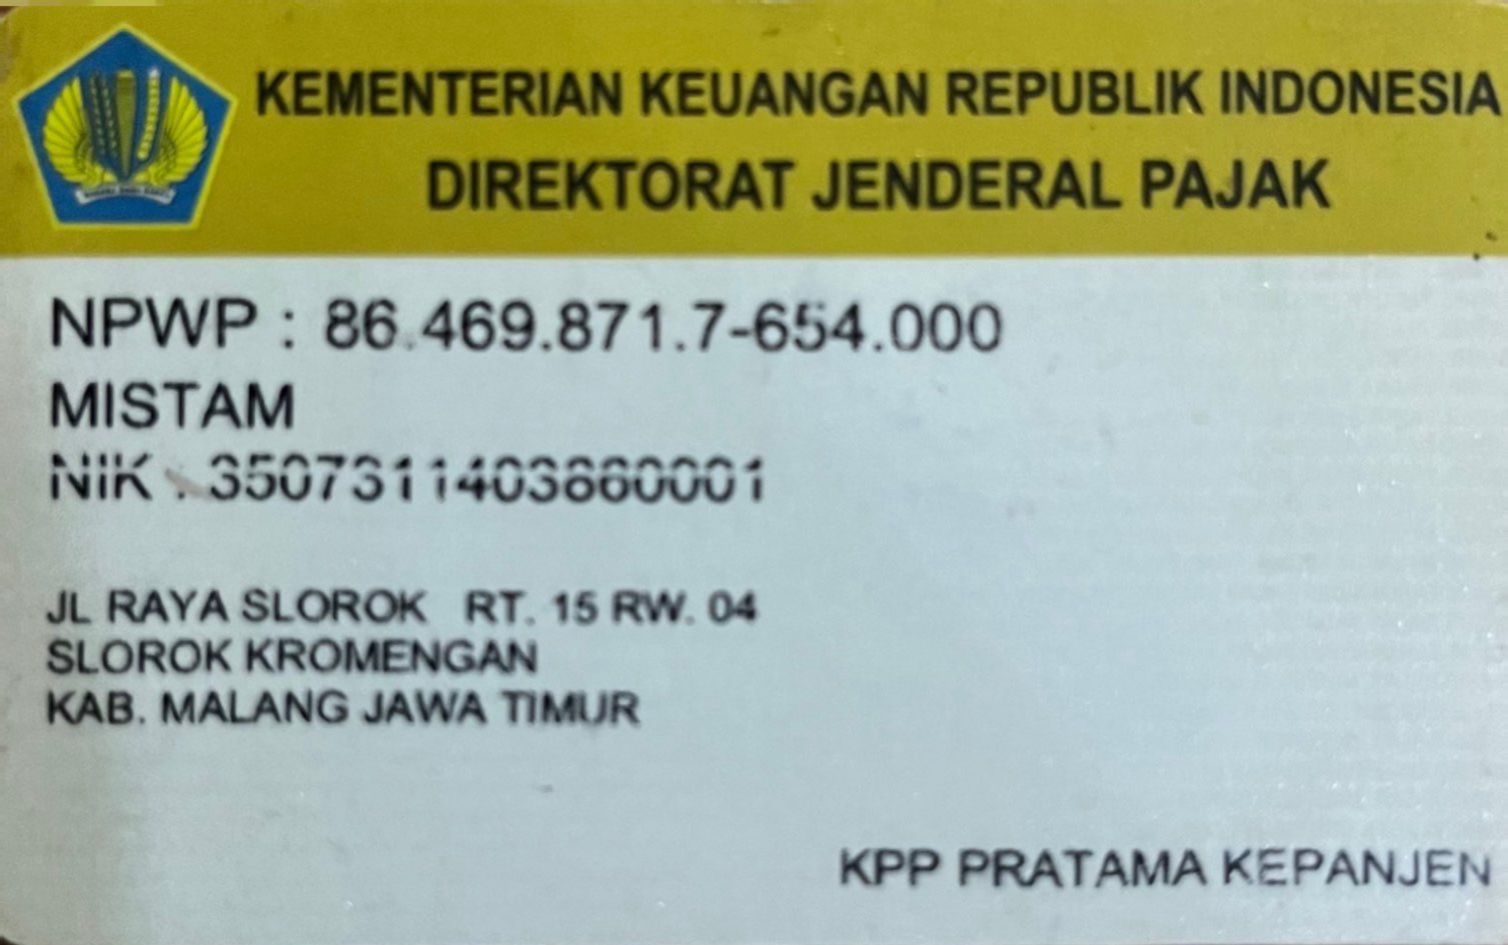 KEMENTERIAN KEUANGAN REPUBLIK INDONESIA
DIREKTORAT JENDERAL PAJAK
NPWP : 86.469.871.7-654.000
MISTAM
NIK : 3507311403860001
JL RAYA SLOROK RT. 15 RW. 04
SLOROK KROMENGAN
KAB. MALANG JAWA TIMUR
KPP PRATAMA KEPANJEN